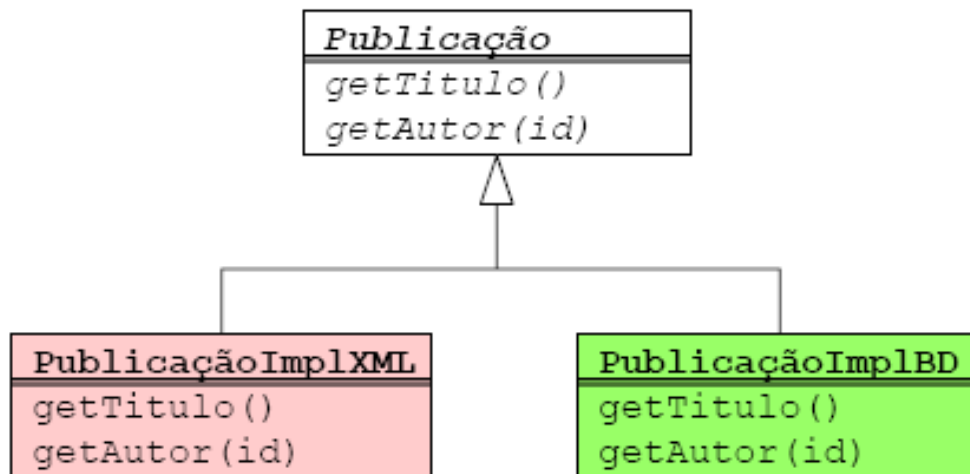 Publicação
getTitulo()
getAutor(id)
PublicaçãoImplXML
getTitulo()
getAutor(id)
PublicaçãoImplBD
getTitulo()
getAutor(id)